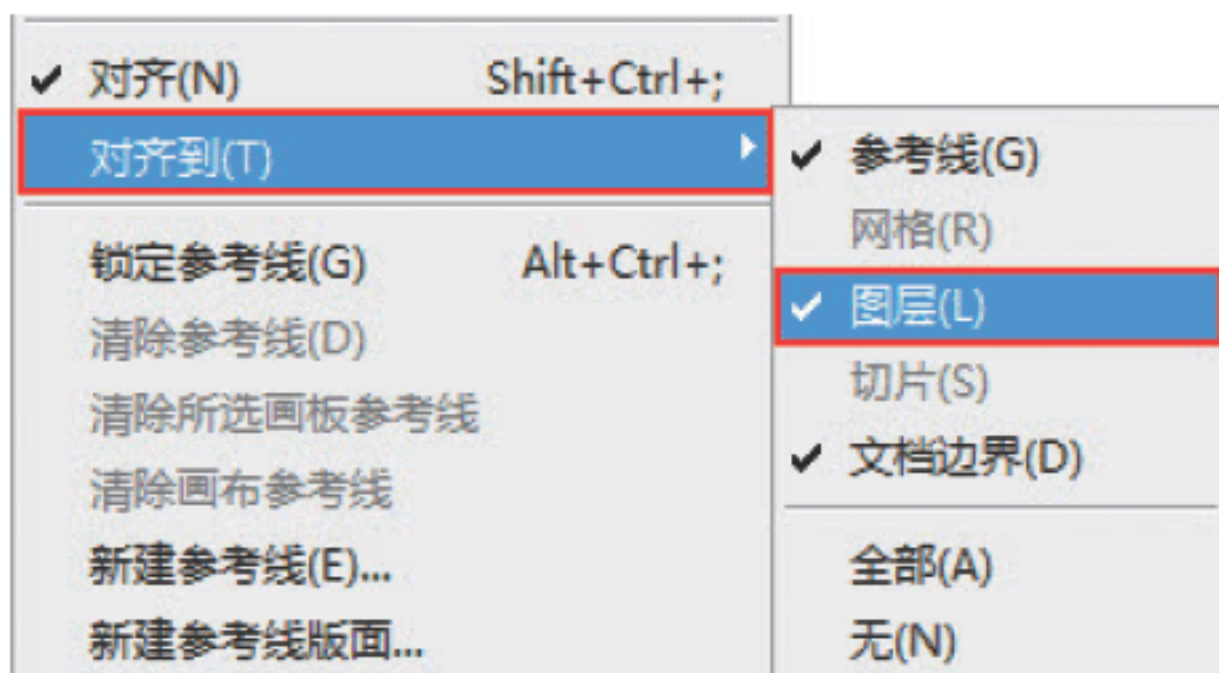 对齐(N) Shift+Ctrl+;
对齐到(T)
锁定参考线(G) Alt+Ctrl+;
清除参考线(D)
清除所选画板参考线
清除画布参考线
新建参考线(E)...
新建参考线版面...
参考线(G)
网格(R)
图层(L)
切片(S)
文档边界(D)
全部(A)
无(N)